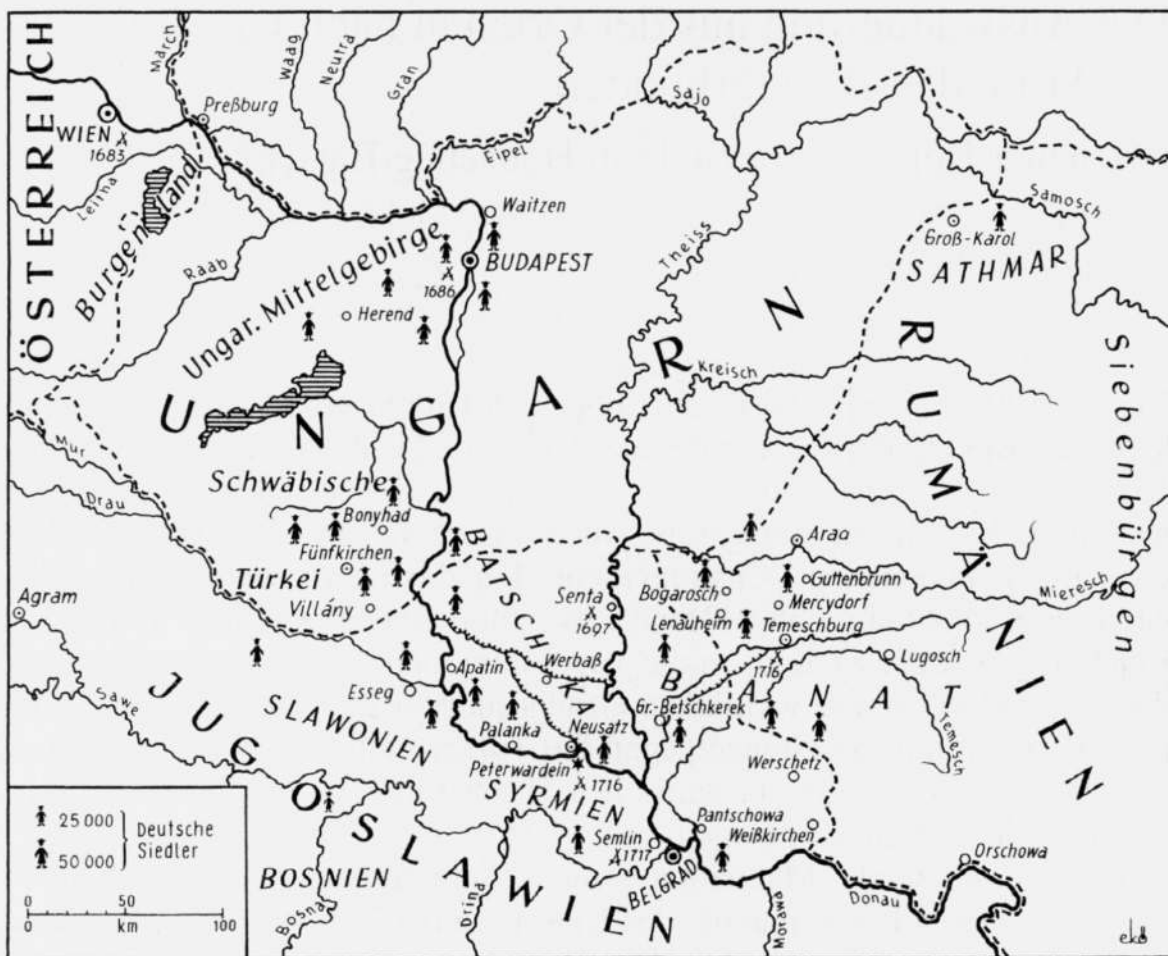 ÖSTERREICH
March
Waag
Neutra
Gran
Sajo
Preßburg
WIEN
1683
Eipel
Leitha
Burgenland
Waitzen
Samosch
Groß-Karol
SATHMAR
Raab
Ungar. Mittelgebirge
BUDAPEST
1686
Theiss
Herend
Kreisch
UNGARN
RUMÄNIEN
Siebenbürgen
Mur
Drau
Schwäbische
Türkei
Bonyhad
Fünfkirchen
Villány
BATSCHKA
Arad
Bogarosch
Guttenbrunn
Mieresch
Senta
1697
Mercydorf
Lenauheim
Temeschburg
1716
Agram
Apatin
Werbaß
Lugosch
BANAT
Esseg
Gr.-Betschkerek
Temesch
Sawe
JUGOSLAWIEN
SLAWONIEN
Palanka
Neusatz
Peterwardein
1716
Werschetz
SYRMIEN
Pantschowa
Weißkirchen
Semlin
1717
BELGRAD
Orschowa
BOSNIEN
Bosna
Drina
Morawa
Donau
25 000
50 000
Deutsche
Siedler
0 50 100
km
eko